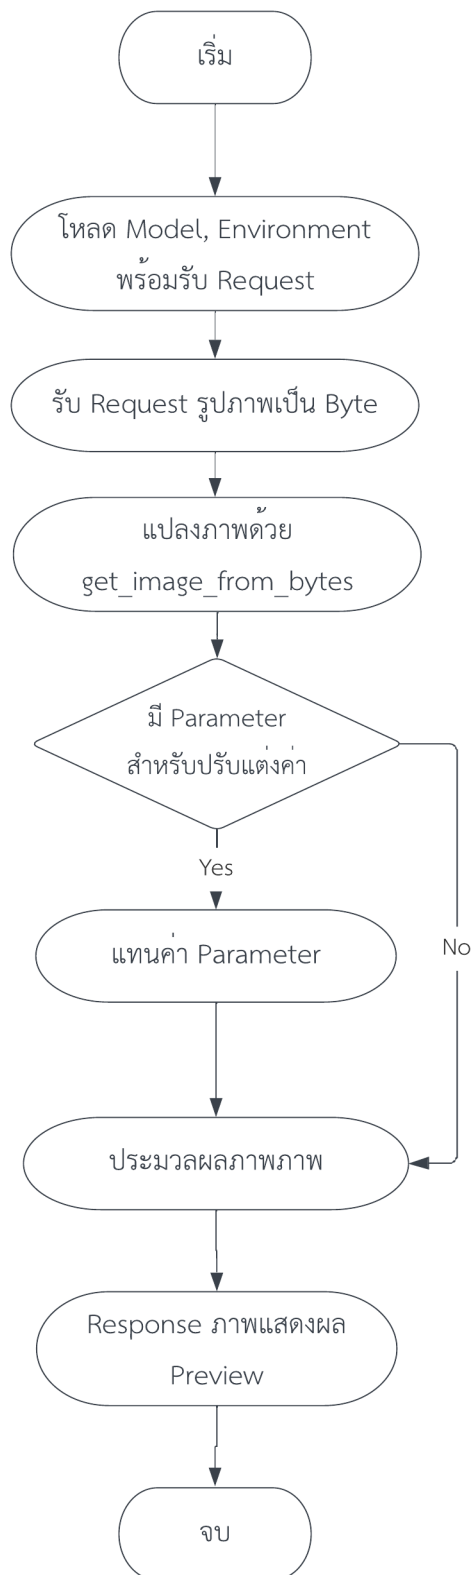 เริ่ม
โหลด Model, Environment
พร้อมรับ Request
รับ Request รูปภาพเป็น Byte
แปลงภาพด้วย
get_image_from_bytes
มี Parameter
สำหรับปรับแต่งค่า
Yes
แทนค่า Parameter
No
ประมวลผลภาพภาพ
Response ภาพแสดงผล
Preview
จบ